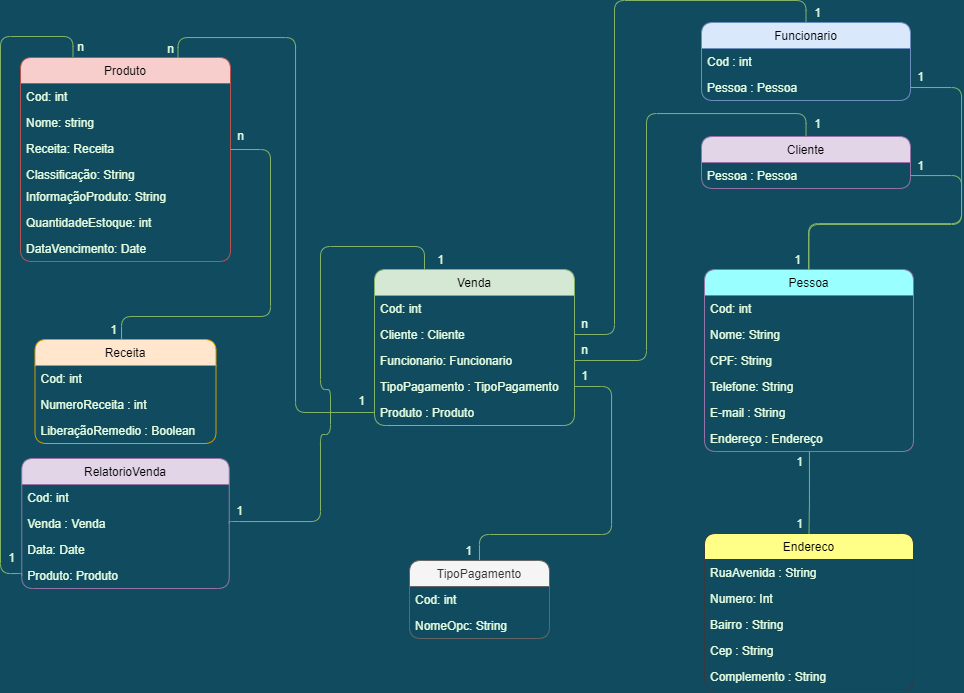 n
n
Produto
Cod: int
Nome: string
Receita: Receita
Classificação: String
InformaçãoProduto: String
QuantidadeEstoque: int
DataVencimento: Date
n
1
Receita
Cod: int
NumeroReceita : int
LiberaçãoRemedio : Boolean
RelatorioVenda
Cod: int
Venda : Venda
Data: Date
Produto: Produto
1
1
1
Venda
Cod: int
Cliente : Cliente
Funcionario: Funcionario
TipoPagamento : TipoPagamento
Produto : Produto
1
n
n
1
1
TipoPagamento
Cod: int
NomeOpc: String
1
Funcionario
Cod : int
Pessoa : Pessoa
1
1
Cliente
Pessoa : Pessoa
1
1
Pessoa
Cod: int
Nome: String
CPF: String
Telefone: String
E-mail : String
Endereço : Endereço
1
1
Endereco
RuaAvenida : String
Numero: Int
Bairro : String
Cep : String
Complemento : String